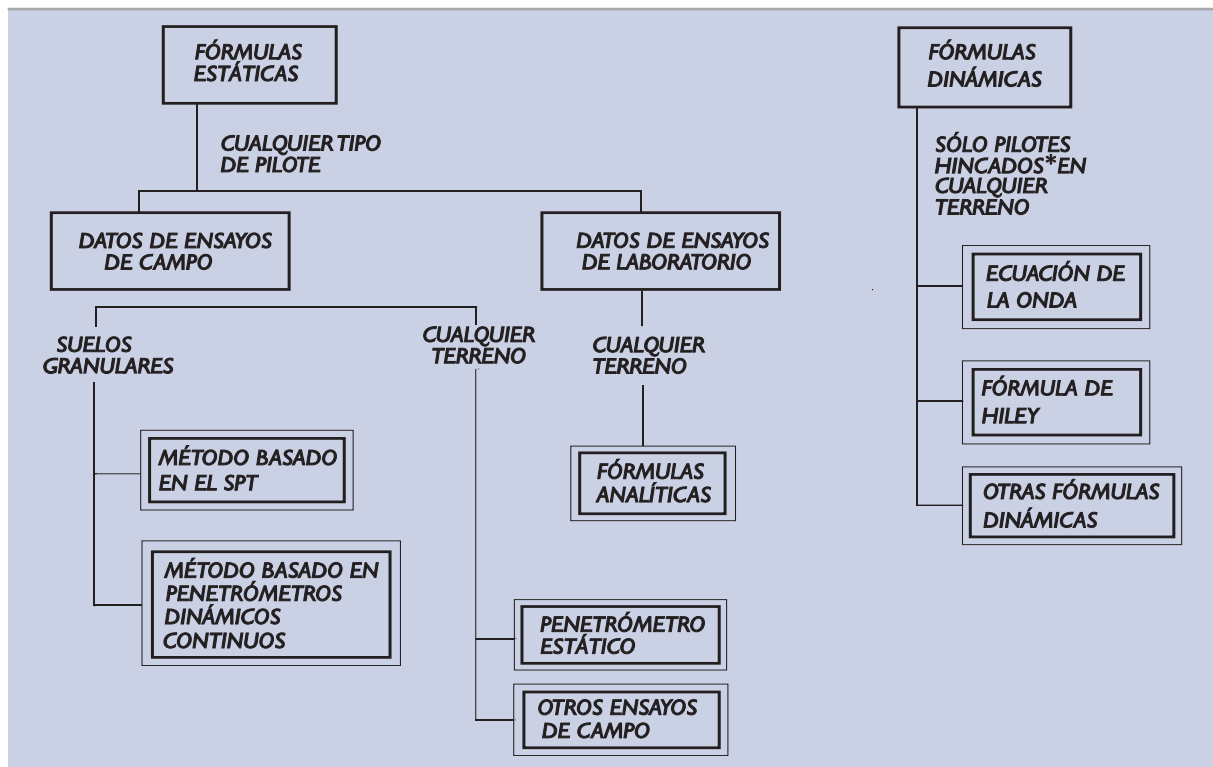 FÓRMULAS
ESTÁTICAS
CUALQUIER TIPO
DE PILOTE
DATOS DE ENSAYOS
DE CAMPO
DATOS DE ENSAYOS
DE LABORATORIO
SUELOS
GRANULARES
CUALQUIER
TERRENO
CUALQUIER
TERRENO
MÉTODO BASADO
EN EL SPT
MÉTODO BASADO EN
PENETRÓMETROS
DINÁMICOS
CONTINUOS
FÓRMULAS
ANALÍTICAS
PENETRÓMETRO
ESTÁTICO
OTROS ENSAYOS
DE CAMPO
FÓRMULAS
DINÁMICAS
SÓLO PILOTES
HINCADOS* EN
CUALQUIER
TERRENO
ECUACIÓN DE
LA ONDA
FÓRMULA DE
HILEY
OTRAS FÓRMULAS
DINÁMICAS